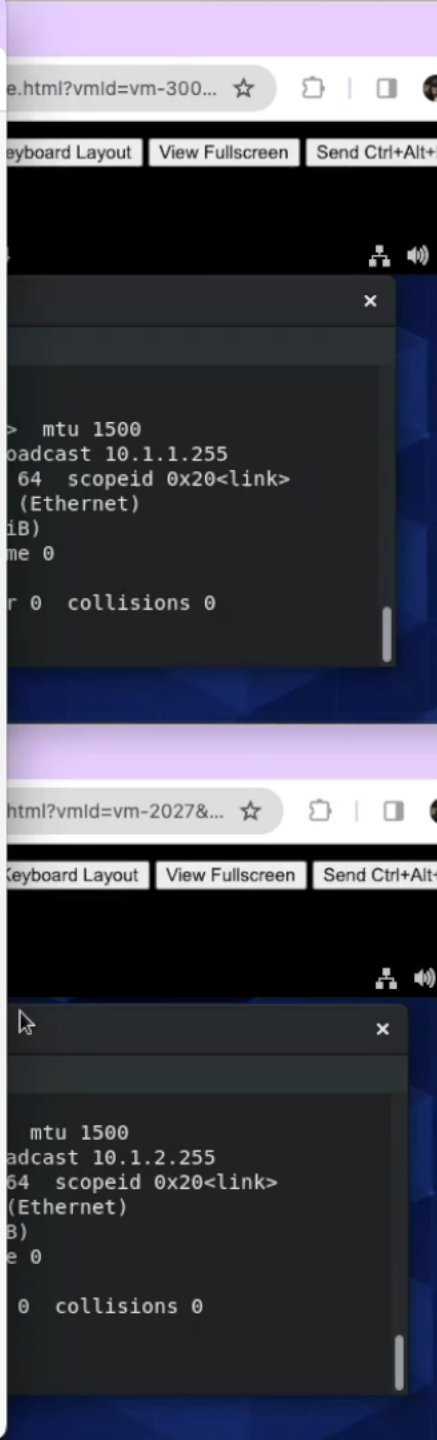 e.html?vmId=vm-300...
eyboard Layout View Fullscreen Send Ctrl+Alt+
> mtu 1500
oadcast 10.1.1.255
64 scopeid 0x20<link>
(Ethernet)
iB)
me 0
r 0 collisions 0
html?vmId=vm-2027&...
Keyboard Layout View Fullscreen Send Ctrl+Alt+
mtu 1500
adcast 10.1.2.255
64 scopeid 0x20<link>
(Ethernet)
B)
e 0
0 collisions 0